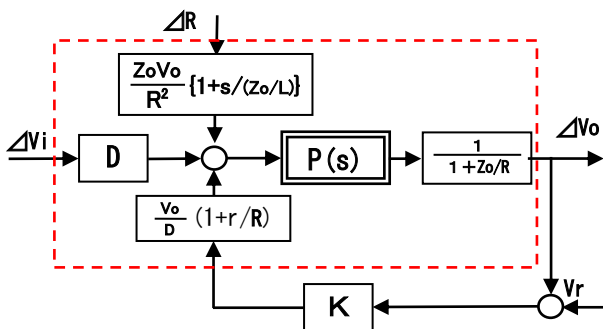 ⊿R
ZoVo
R² {1+s/(Zo/L)}
⊿Vi
D
P(s)
1
1+Zo/R
⊿Vo
Vo
D (1+r/R)
K
Vr